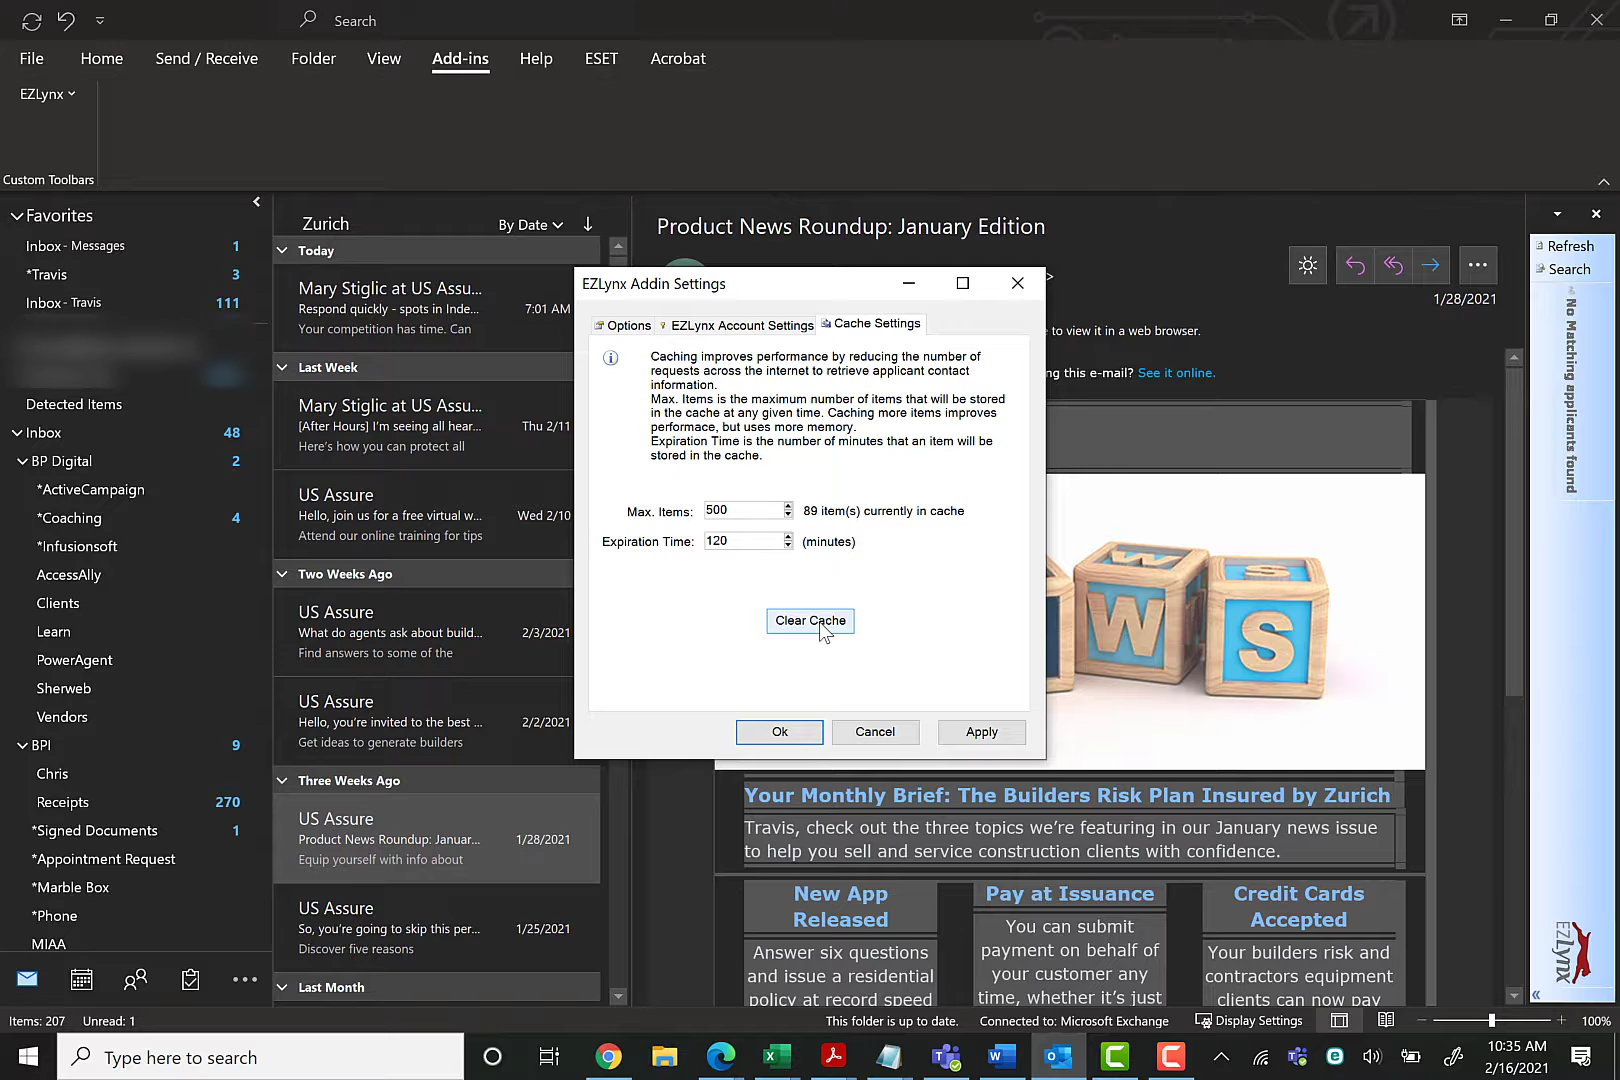 Search
File
Home
Send / Receive
Folder
View
Add-ins
Help
ESET
Acrobat
EZLynx
Custom Toolbars
Favorites
Inbox - Messages 1
*Travis 3
Inbox - Travis 111
Detected Items
Inbox 48
BP Digital 2
*ActiveCampaign
*Coaching 4
*Infusionsoft
AccessAlly
Clients
Learn
PowerAgent
Sherweb
Vendors
BPI 9
Chris
Receipts 270
*Signed Documents 1
*Appointment Request
*Marble Box
*Phone
MIAA
Zurich
By Date
Today
Mary Stiglic at US Assu...
Respond quickly - spots in Inde... 7:01 AM
Your competition has time. Can
Last Week
Mary Stiglic at US Assu...
[After Hours] I'm seeing all hear... Thu 2/11
Here's how you can protect all
US Assure
Hello, join us for a free virtual w... Wed 2/10
Attend our online training for tips
Two Weeks Ago
US Assure
What do agents ask about build... 2/3/2021
Find answers to some of the
US Assure
Hello, you're invited to the best ... 2/2/2021
Get ideas to generate builders
Three Weeks Ago
US Assure
Product News Roundup: Januar... 1/28/2021
Equip yourself with info about
US Assure
So, you're going to skip this per... 1/25/2021
Discover five reasons
Last Month
Product News Roundup: January Edition
>
1/28/2021
e to view it in a web browser.
ng this e-mail? See it online.
EZLynx Addin Settings
Options
EZLynx Account Settings
Cache Settings
Caching improves performance by reducing the number of
requests across the internet to retrieve applicant contact
information.
Max. Items is the maximum number of items that will be stored
in the cache at any given time. Caching more items improves
performace, but uses more memory.
Expiration Time is the number of minutes that an item will be
stored in the cache.
Max. Items: 500 89 item(s) currently in cache
Expiration Time: 120 (minutes)
Clear Cache
Ok
Cancel
Apply
W S
W S
Your Monthly Brief: The Builders Risk Plan Insured by Zurich
Travis, check out the three topics we're featuring in our January news issue
to help you sell and service construction clients with confidence.
New App
Released
Answer six questions
and issue a residential
policy at record speed
Pay at Issuance
You can submit
payment on behalf of
your customer any
time, whether it's just
Credit Cards
Accepted
Your builders risk and
contractors equipment
clients can now pay
Refresh
Search
No Matching applicants found
EZLynx
Items: 207
Unread: 1
This folder is up to date.
Connected to: Microsoft Exchange
Display Settings
100%
Type here to search
10:35 AM
2/16/2021